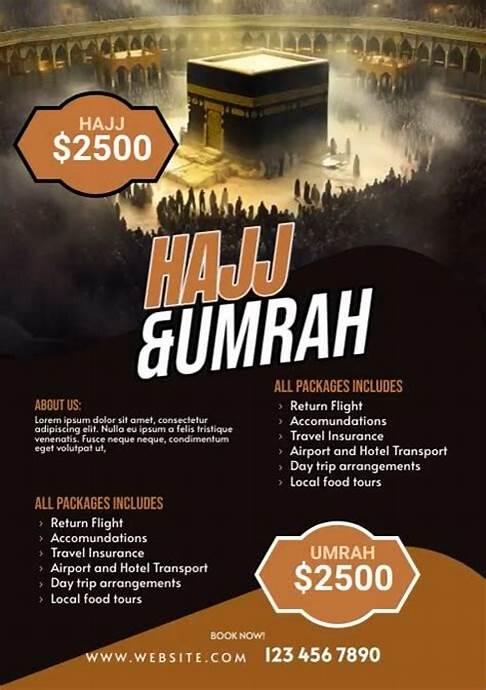 HAJJ
$2500
HAJJ
&UMRAH
ABOUT US:
Lorem ipsum dolor sit amet, consectetur
adipiscing elit. Nulla eu ipsum a felis tristique
venenatis. Fusce neque neque, condimentum
eget volutpat ut,
ALL PACKAGES INCLUDES
› Return Flight
› Accomundations
› Travel Insurance
› Airport and Hotel Transport
› Day trip arrangements
› Local food tours
ALL PACKAGES INCLUDES
› Return Flight
› Accomundations
› Travel Insurance
› Airport and Hotel Transport
› Day trip arrangements
› Local food tours
UMRAH
$2500
BOOK NOW!
WWW.WEBSITE.COM 123 456 7890